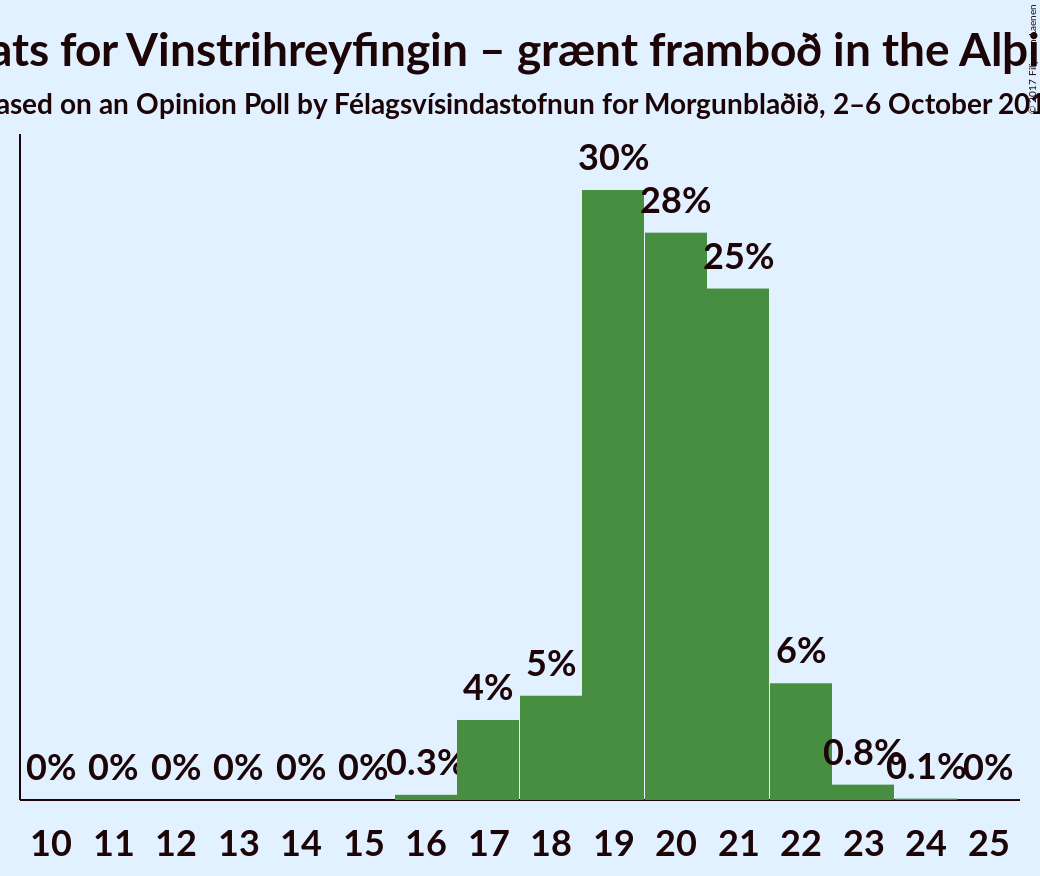 ats for Vinstrihreyfingin – grænt framboð in the Alþi
ased on an Opinion Poll by Félagsvísindastofnun for Morgunblaðið, 2–6 October 201
© 2017
30%
28%
25%
6%
5%
4%
0% 0% 0% 0% 0% 0% 0.3% 0.8% 0.1% 0%
10 11 12 13 14 15 16 17 18 19 20 21 22 23 24 25